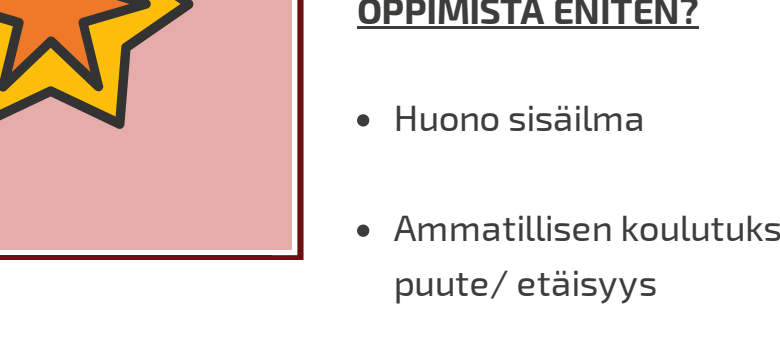 OPPIMISTA ENITEN?
Huono sisäilma
Ammatillisen koulutuks
puute/ etäisyys